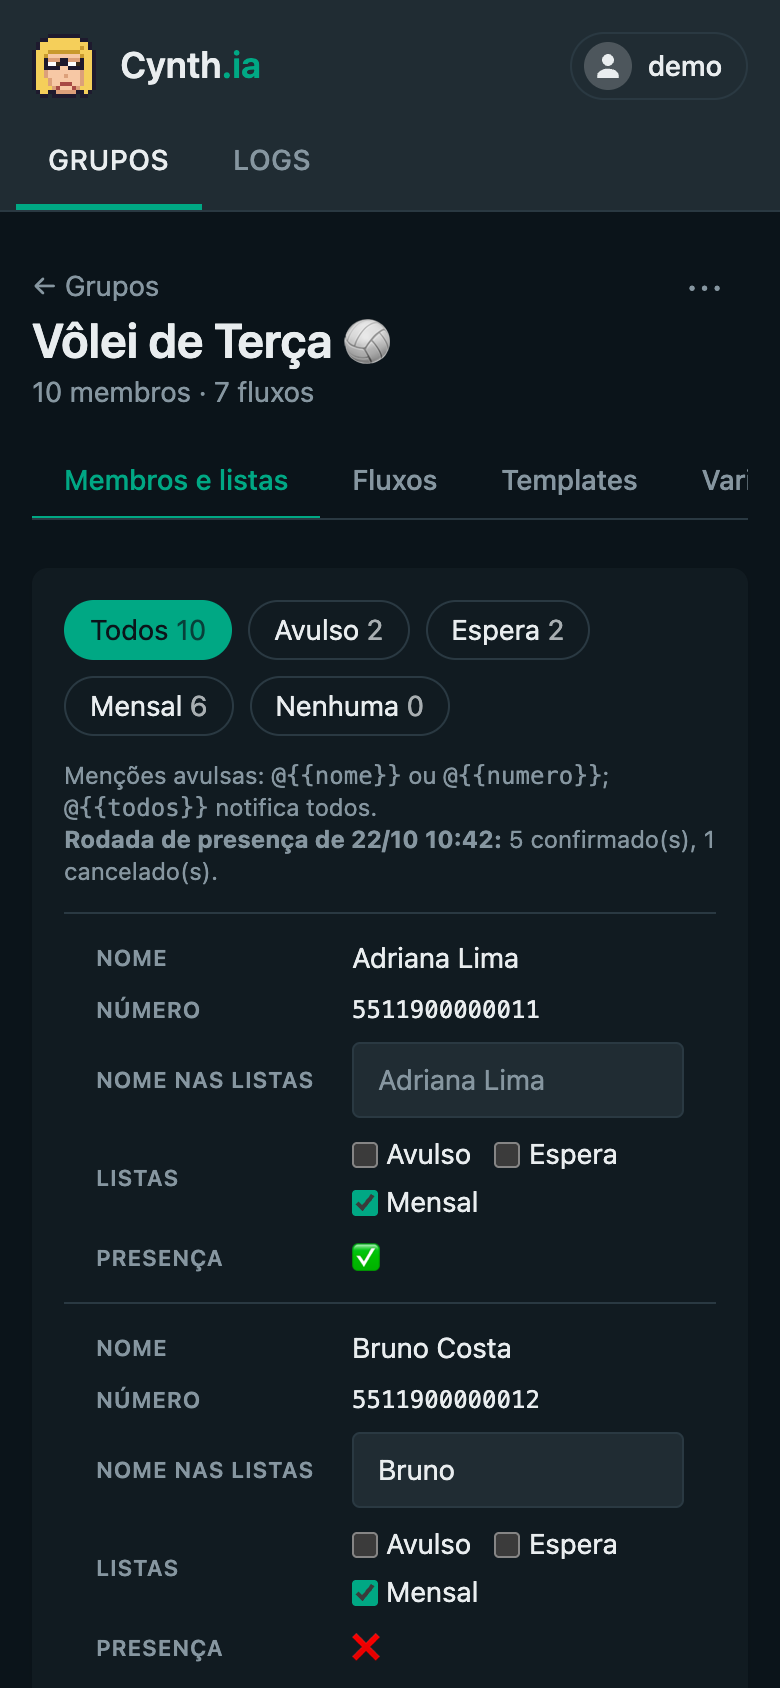 Cynth.ia
demo
GRUPOS LOGS
← Grupos
...
Vôlei de Terça
10 membros · 7 fluxos
Membros e listas Fluxos Templates Vari
Todos 10 Avulso 2 Espera 2
Mensal 6 Nenhuma 0
Menções avulsas: @{{nome}} ou @{{numero}};
@{{todos}} notifica todos.
Rodada de presença de 22/10 10:42: 5 confirmado(s), 1
cancelado(s).
NOME Adriana Lima
NÚMERO 5511900000011
NOME NAS LISTAS Adriana Lima
LISTAS Avulso Espera
Mensal
PRESENÇA
NOME Bruno Costa
NÚMERO 5511900000012
NOME NAS LISTAS Bruno
LISTAS Avulso Espera
Mensal
PRESENÇA